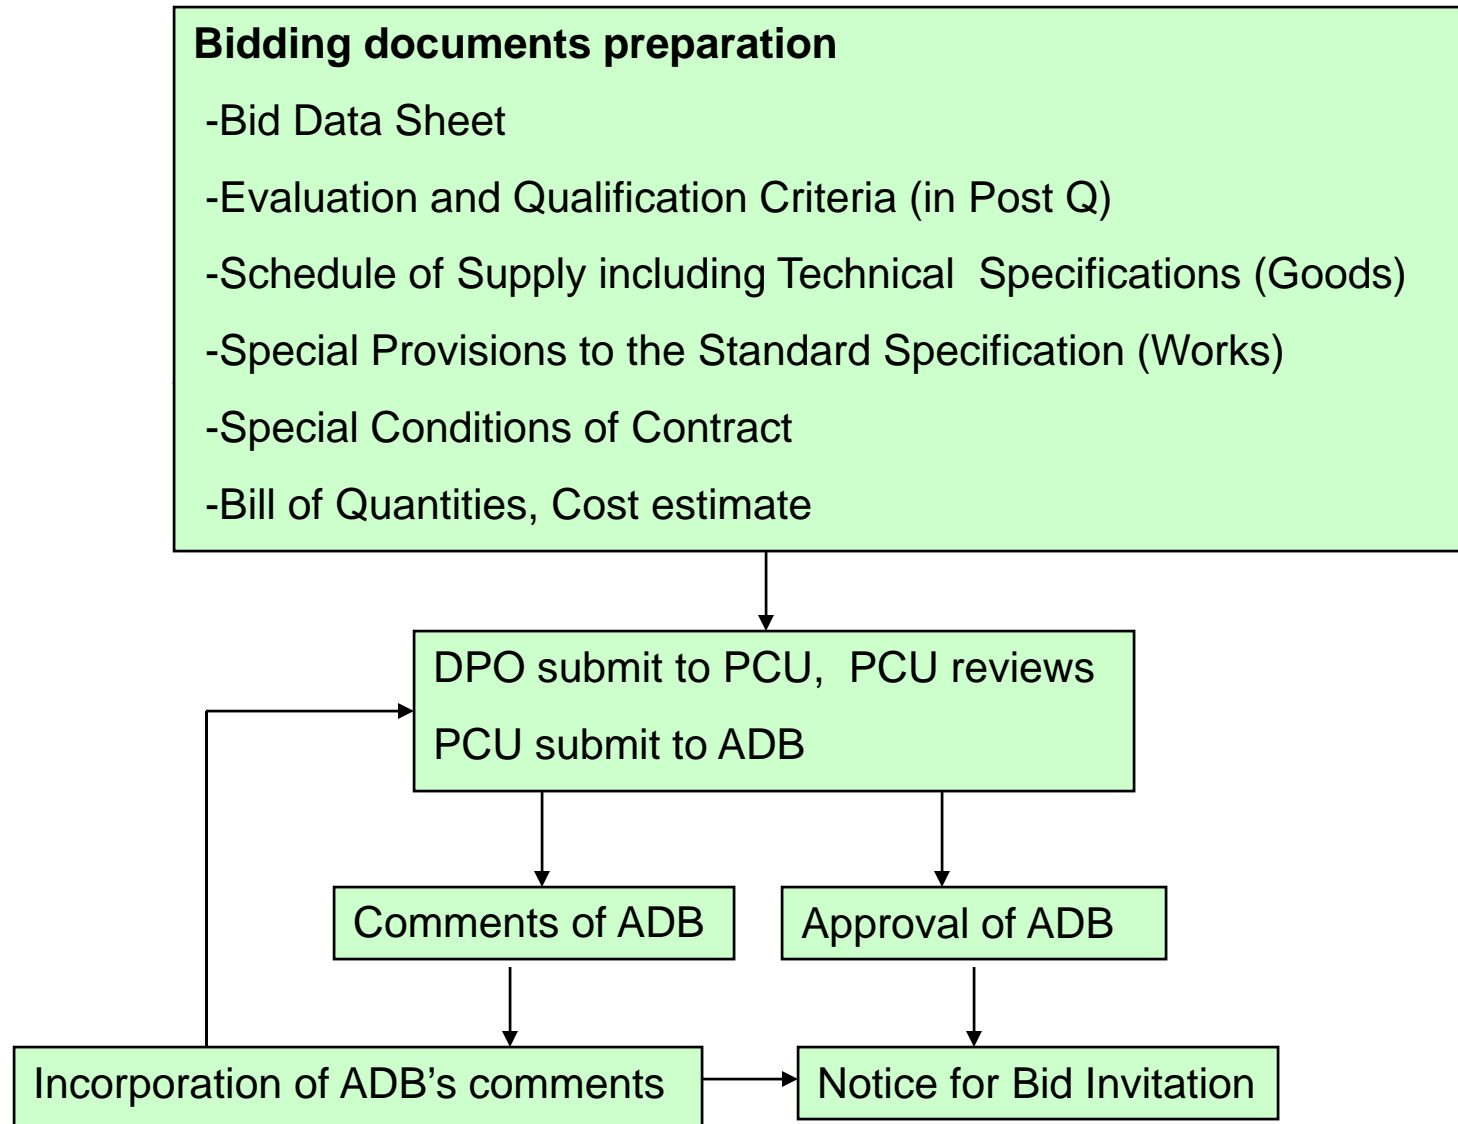 Bidding documents preparation
-Bid Data Sheet
-Evaluation and Qualification Criteria (in Post Q)
-Schedule of Supply including Technical  Specifications (Goods)
-Special Provisions to the Standard Specification (Works)
-Special Conditions of Contract
-Bill of Quantities, Cost estimate
DPO submit to PCU,  PCU reviews
PCU submit to ADB
Comments of ADB
Approval of ADB
Incorporation of ADB’s comments
Notice for Bid Invitation